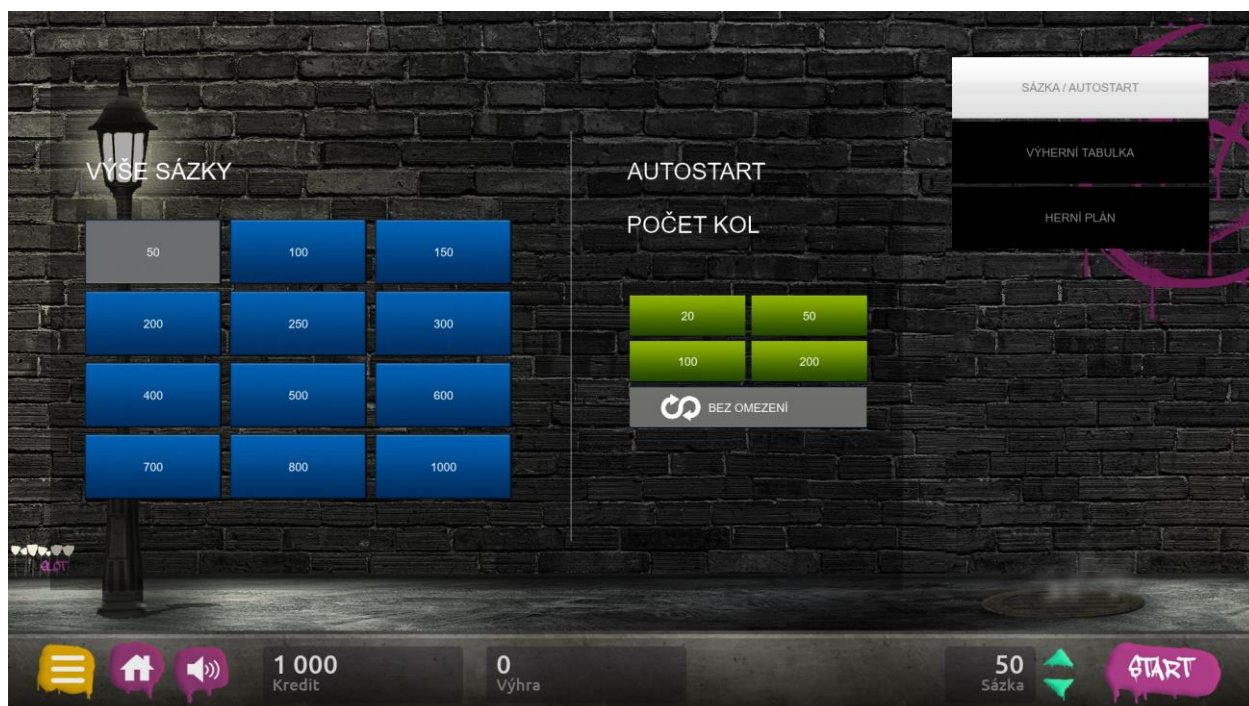 SÁZKA / AUTOSTART
VÝHERNÍ TABULKA
HERNÍ PLÁN
VÝŠE SÁZKY
50 100 150
200 250 300
400 500 600
700 800 1000
AUTOSTART
POČET KOL
20 50
100 200
BEZ OMEZENÍ
SLOT
1 000
Kredit
0
Výhra
50
Sázka
START